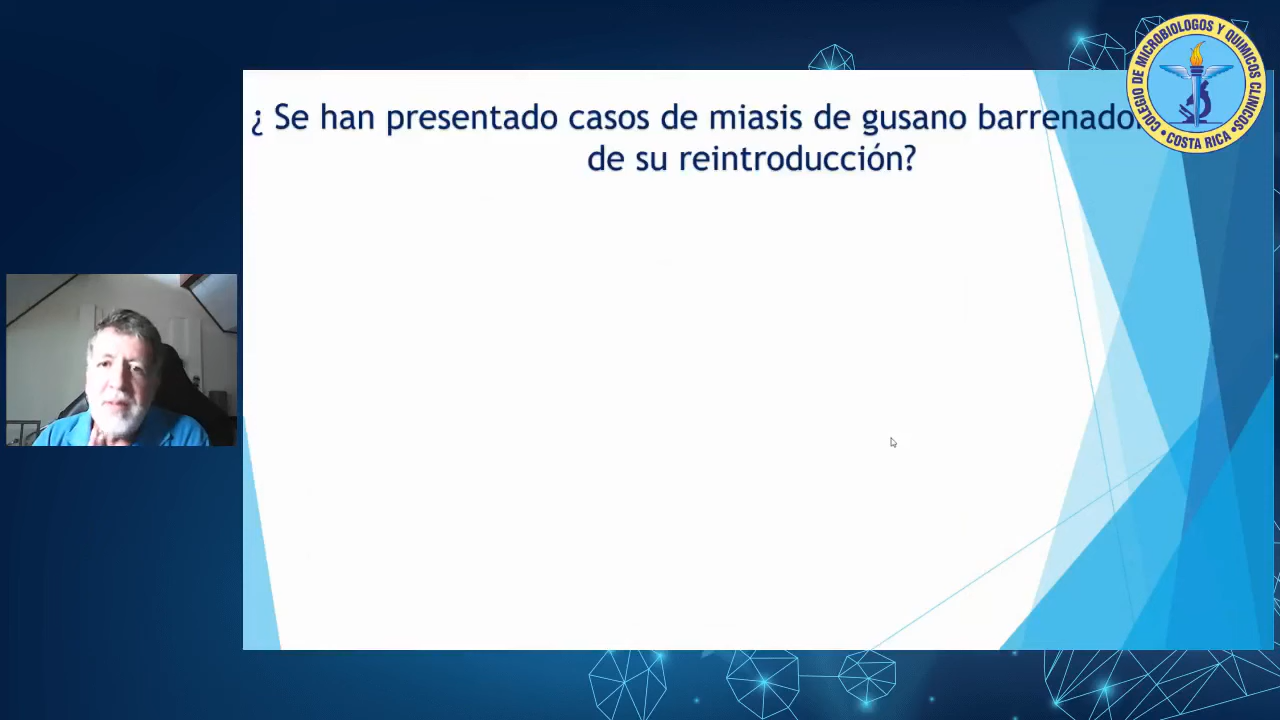 ¿ Se han presentado casos de miasis de gusano barrenador
de su reintroducción?
COLEGIO DE MICROBIOLOGOS Y QUIMICOS CLINICOS
• COSTA RICA •